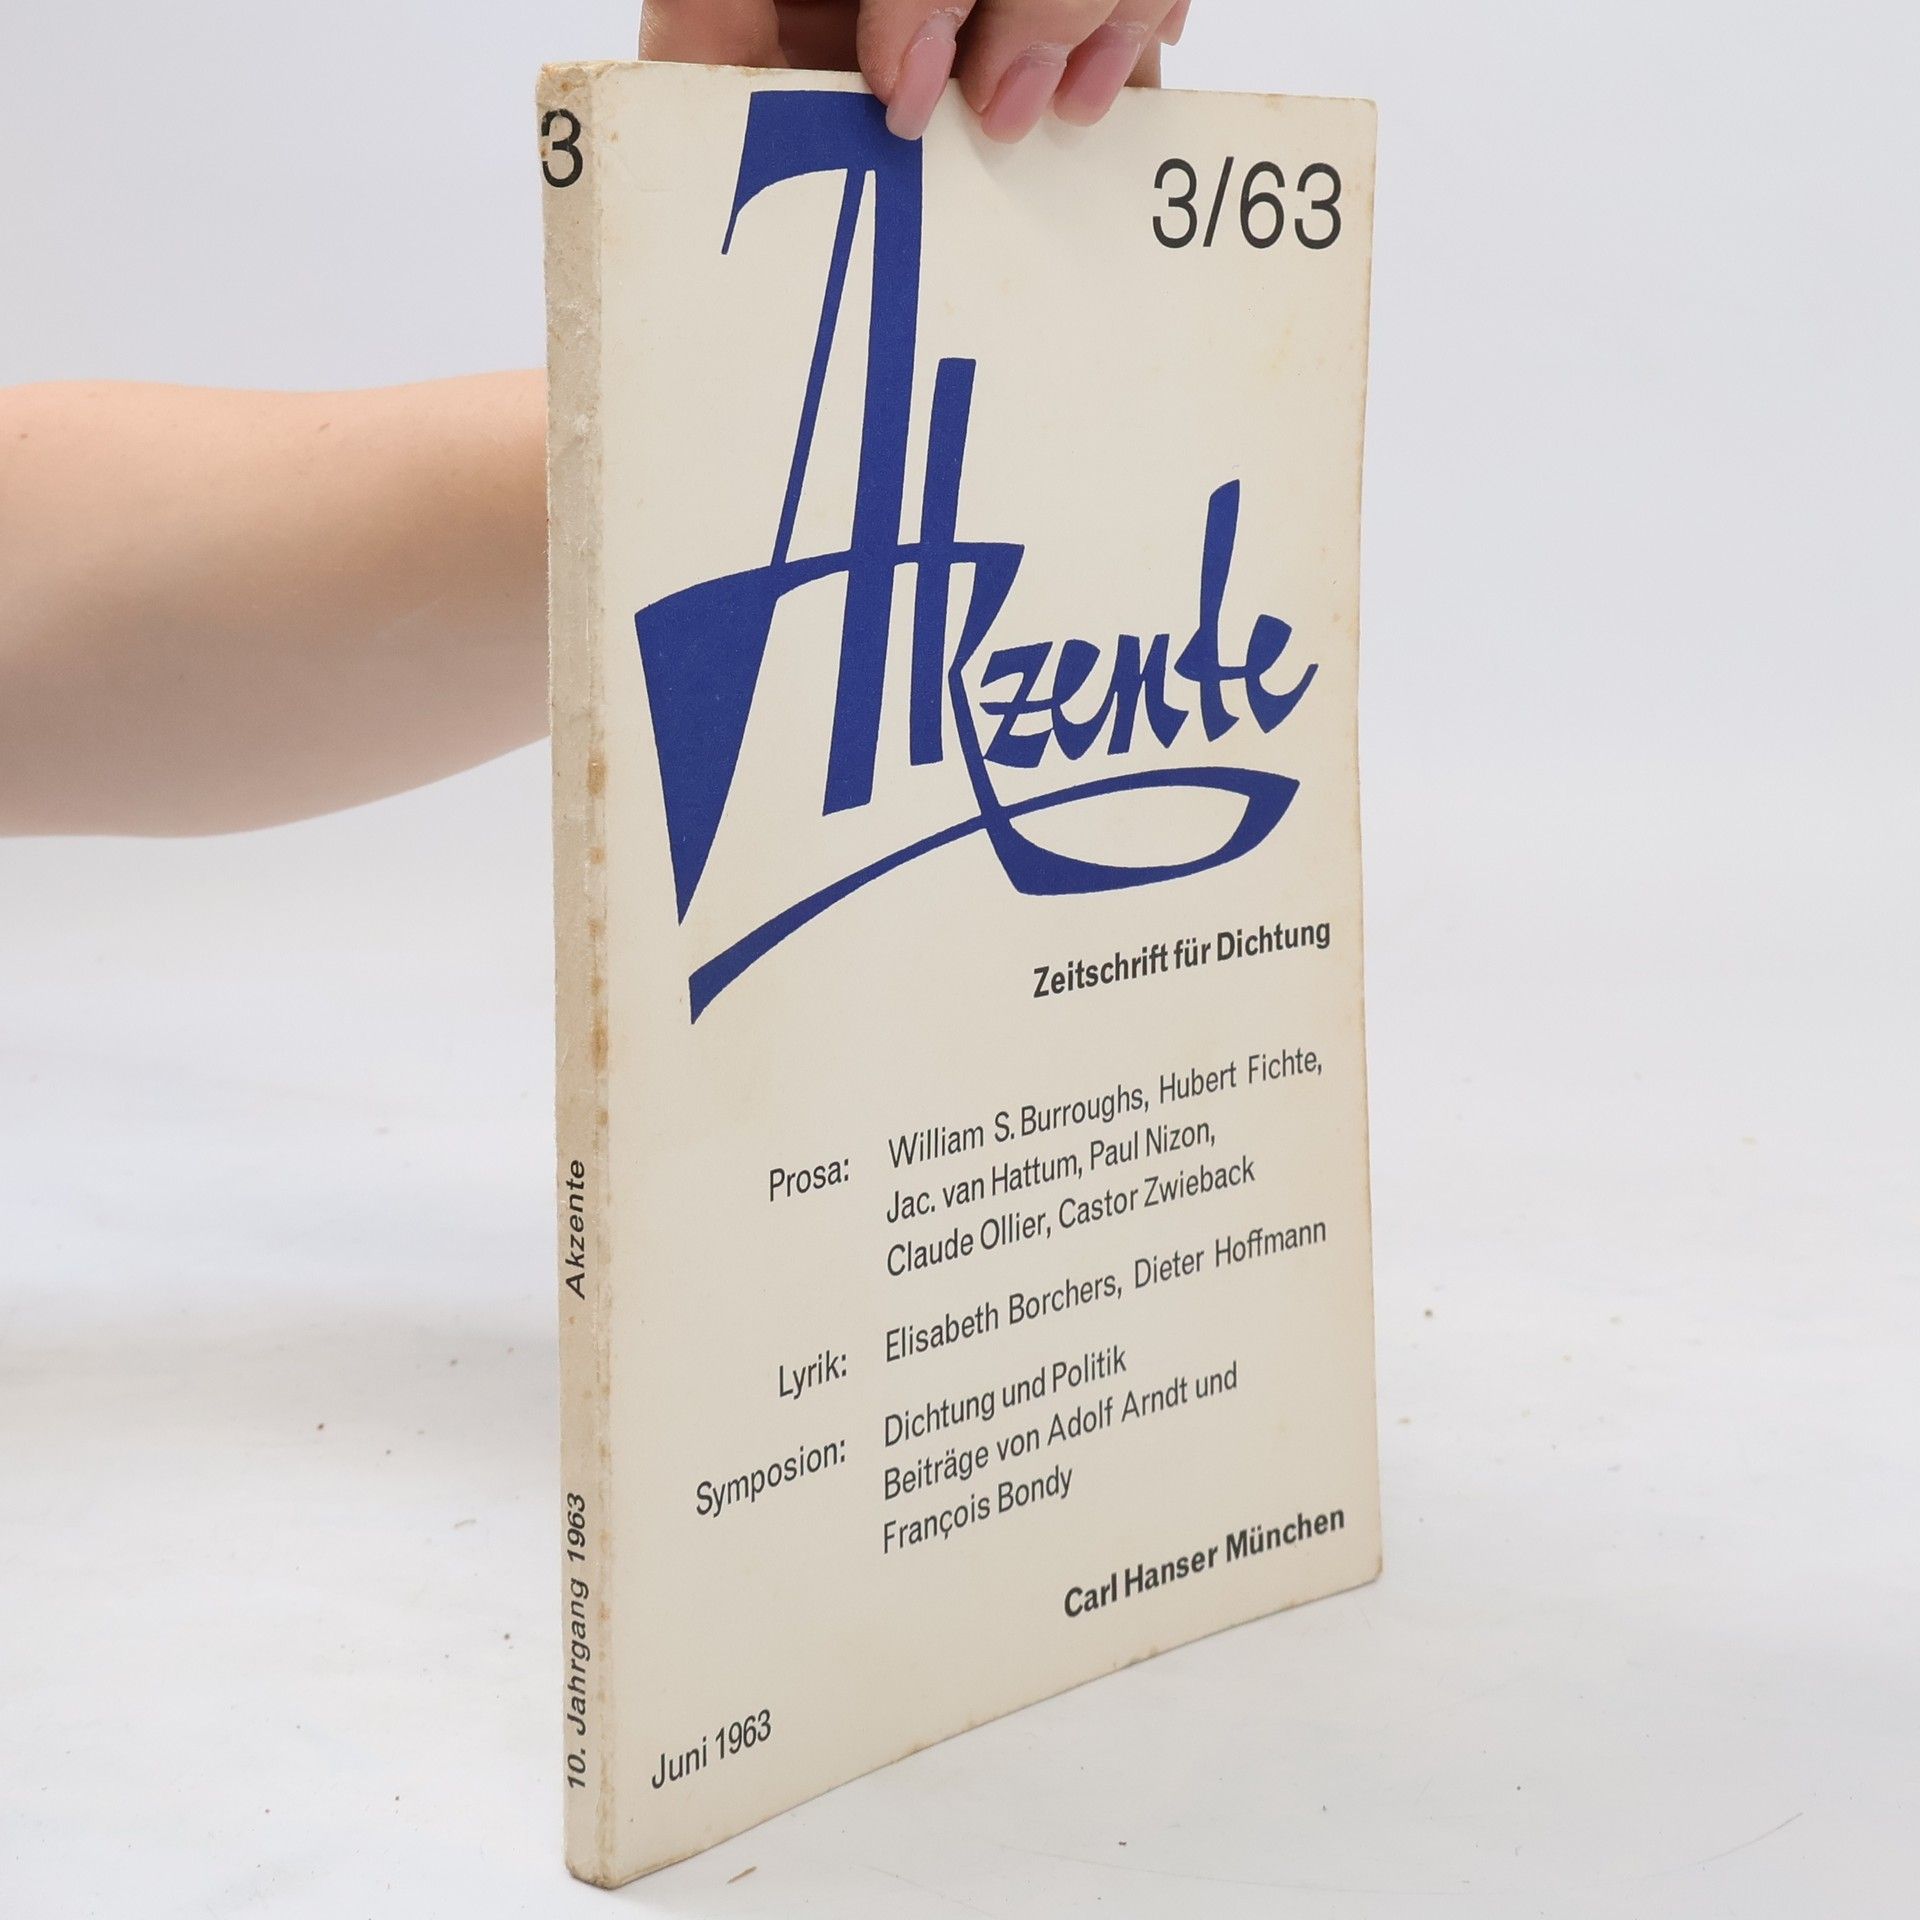 3
Akzente
10. Jahrgang 1963
3/63
Akzente
Zeitschrift für Dichtung
Prosa: William S. Burroughs, Hubert Fichte,
Jac. van Hattum, Paul Nizon,
Claude Ollier, Castor Zwieback
Lyrik: Elisabeth Borchers, Dieter Hoffmann
Symposion: Dichtung und Politik
Beiträge von Adolf Arndt und
François Bondy
Carl Hanser München
Juni 1963